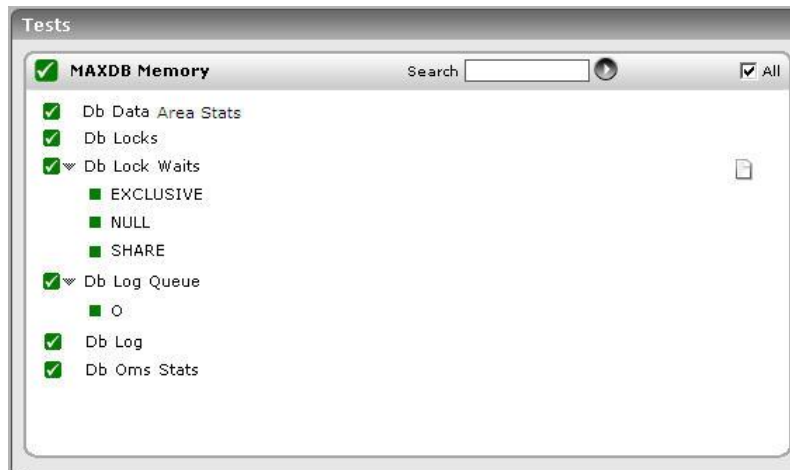 Tests
MAXDB Memory Search All
Db Data Area Stats
Db Locks
Db Lock Waits
EXCLUSIVE
NULL
SHARE
Db Log Queue
O
Db Log
Db Oms Stats